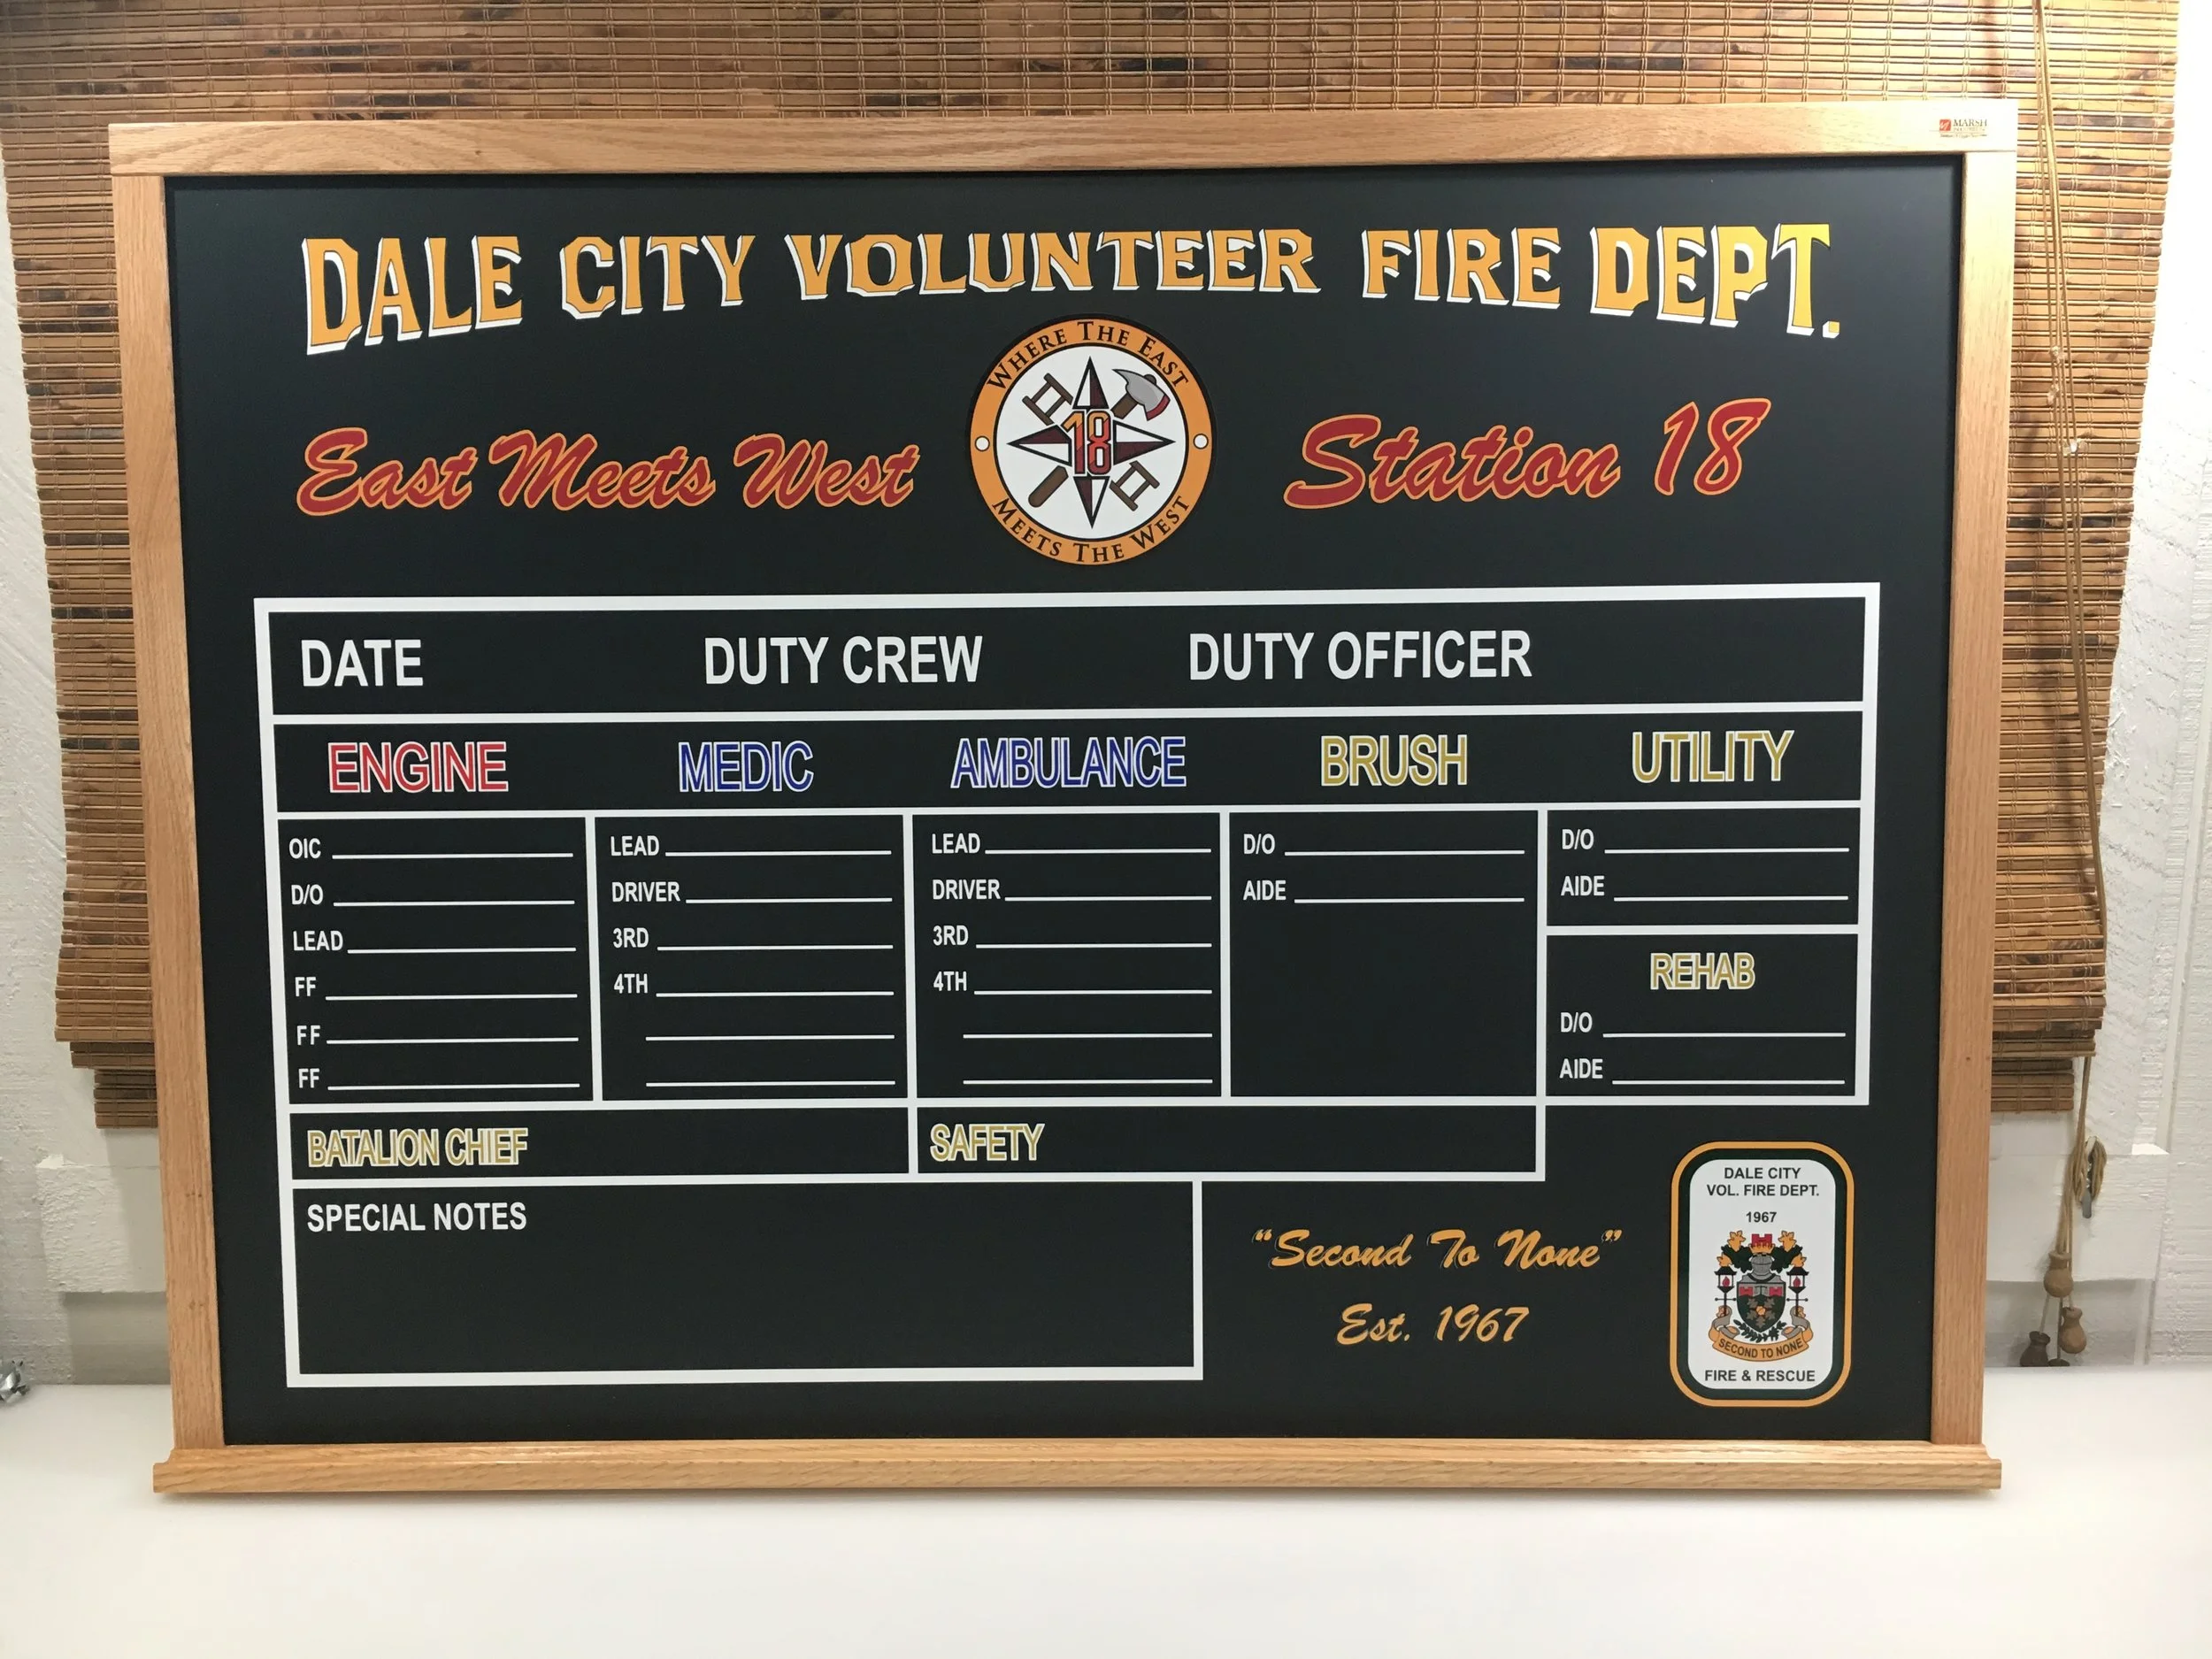 MARSH
DALE CITY VOLUNTEER FIRE DEPT.
WHERE THE EAST
18
MEETS THE WEST
East Meets West
Station 18
DATE DUTY CREW DUTY OFFICER
ENGINE MEDIC AMBULANCE BRUSH UTILITY
OIC
D/O
LEAD
FF
FF
FF
LEAD
DRIVER
3RD
4TH
LEAD
DRIVER
3RD
4TH
D/O
AIDE
D/O
AIDE
REHAB
D/O
AIDE
BATALION CHIEF
SAFETY
SPECIAL NOTES
"Second To None"
Est. 1967
DALE CITY
VOL. FIRE DEPT.
1967
SECOND TO NONE
FIRE & RESCUE